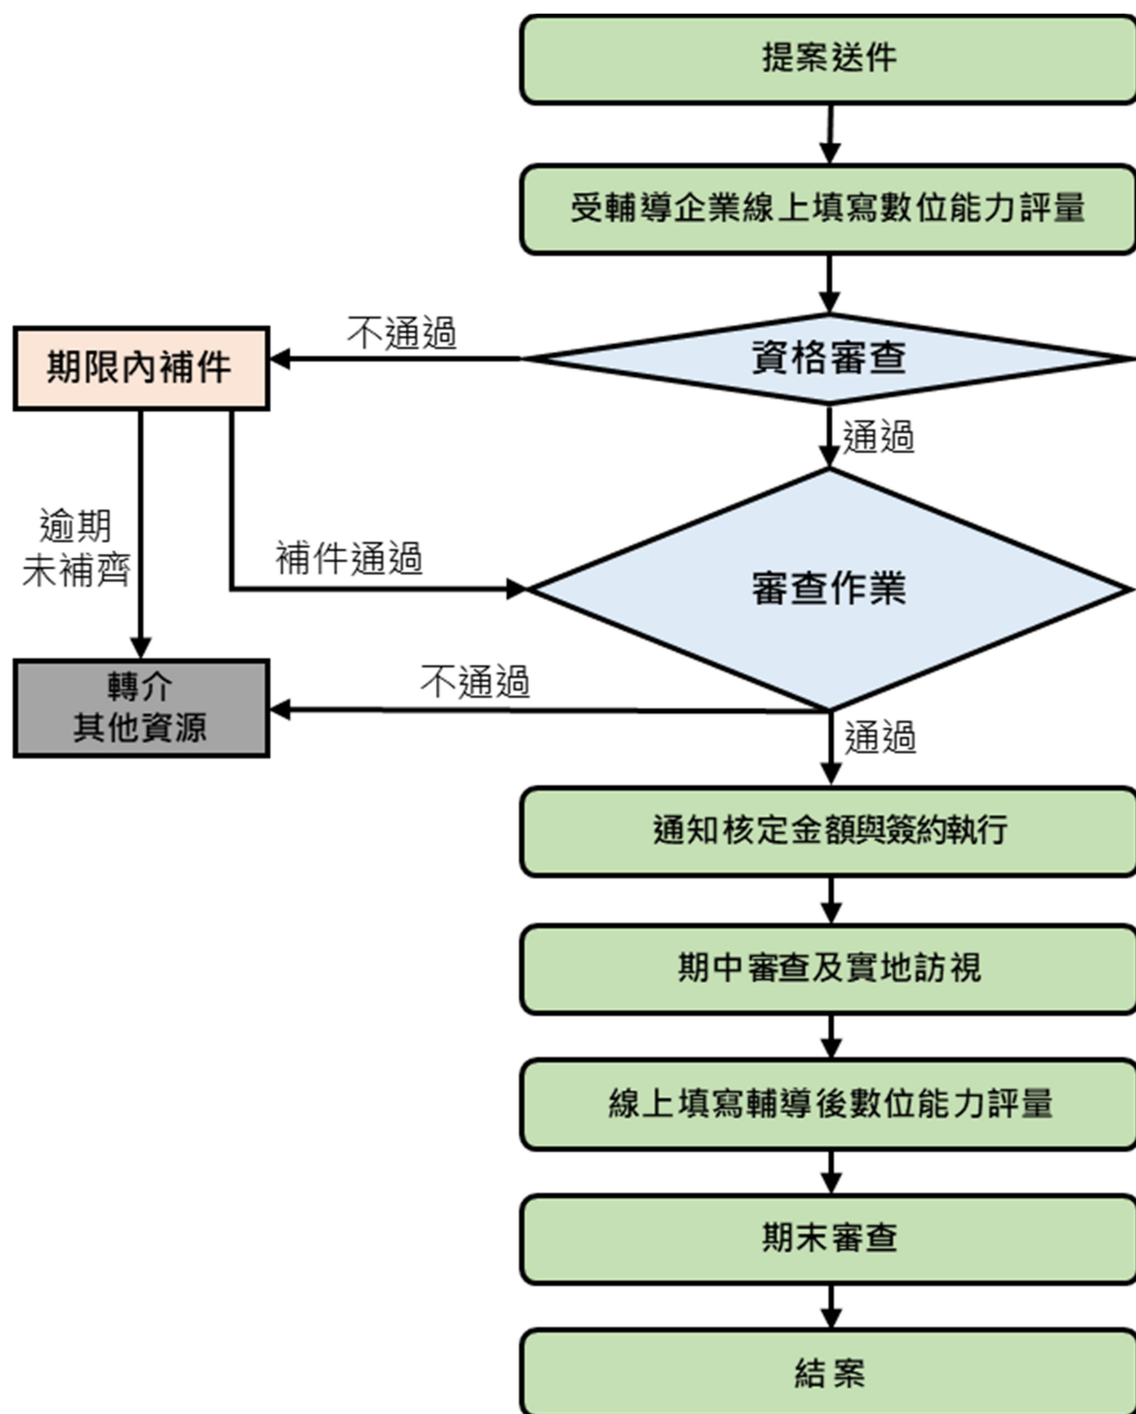 提案送件
受輔導企業線上填寫數位能力評量
不通過
資格審查
期限內補件
通過
逾期
未補齊
補件通過
審查作業
不通過
轉介
其他資源
通過
通知核定金額與簽約執行
期中審查及實地訪視
線上填寫輔導後數位能力評量
期末審查
結案